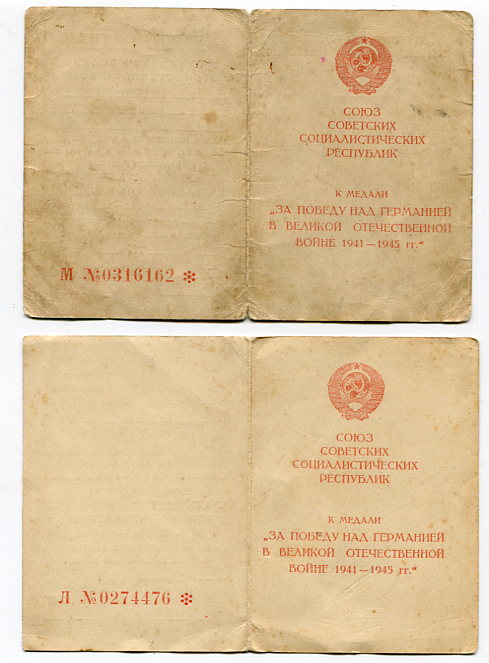 СОЮЗ
СОВЕТСКИХ
СОЦИАЛИСТИЧЕСКИХ
РЕСПУБЛИК
К МЕДАЛИ
„ЗА ПОБЕДУ НАД ГЕРМАНИЕЙ
В ВЕЛИКОЙ ОТЕЧЕСТВЕННОЙ
ВОЙНЕ 1941—1945 гг.“
М №0316162 *
СОЮЗ
СОВЕТСКИХ
СОЦИАЛИСТИЧЕСКИХ
РЕСПУБЛИК
К МЕДАЛИ
„ЗА ПОБЕДУ НАД ГЕРМАНИЕЙ
В ВЕЛИКОЙ ОТЕЧЕСТВЕННОЙ
ВОЙНЕ 1941—1945 гг.“
Л №0274476 *